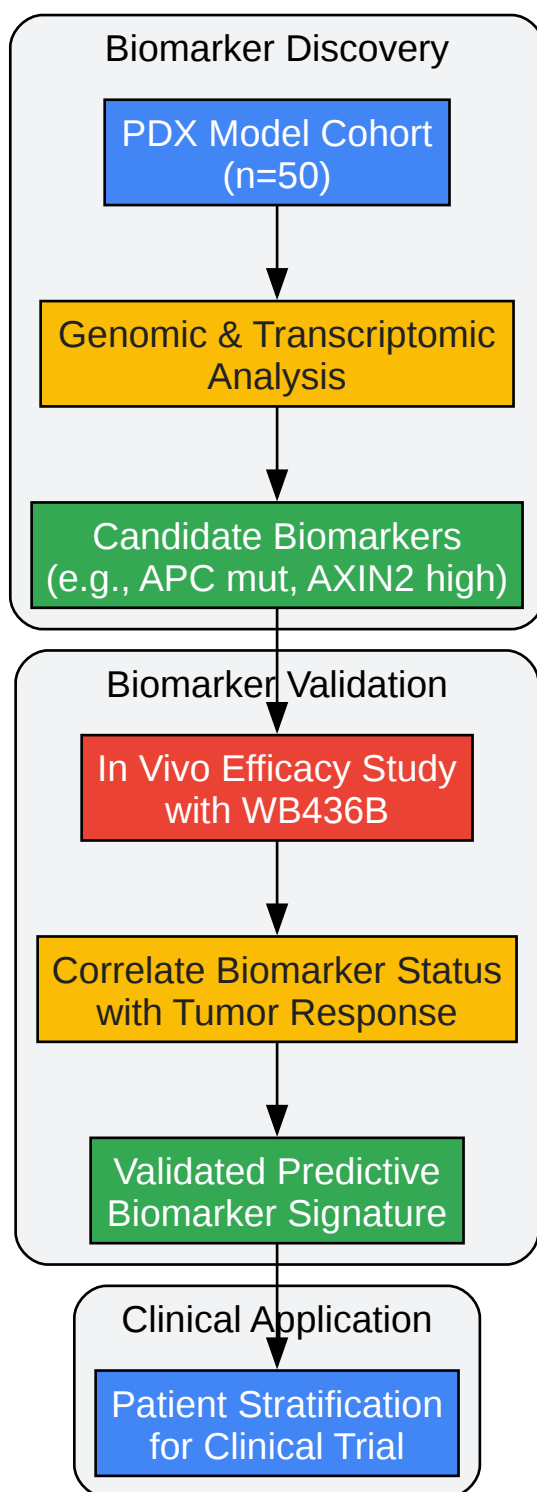 Biomarker Discovery
PDX Model Cohort
(n=50)
Genomic & Transcriptomic
Analysis
Candidate Biomarkers
(e.g., APC mut, AXIN2 high)
Biomarker Validation
In Vivo Efficacy Study
with WB436B
Correlate Biomarker Status
with Tumor Response
Validated Predictive
Biomarker Signature
Clinical Application
Patient Stratification
for Clinical Trial